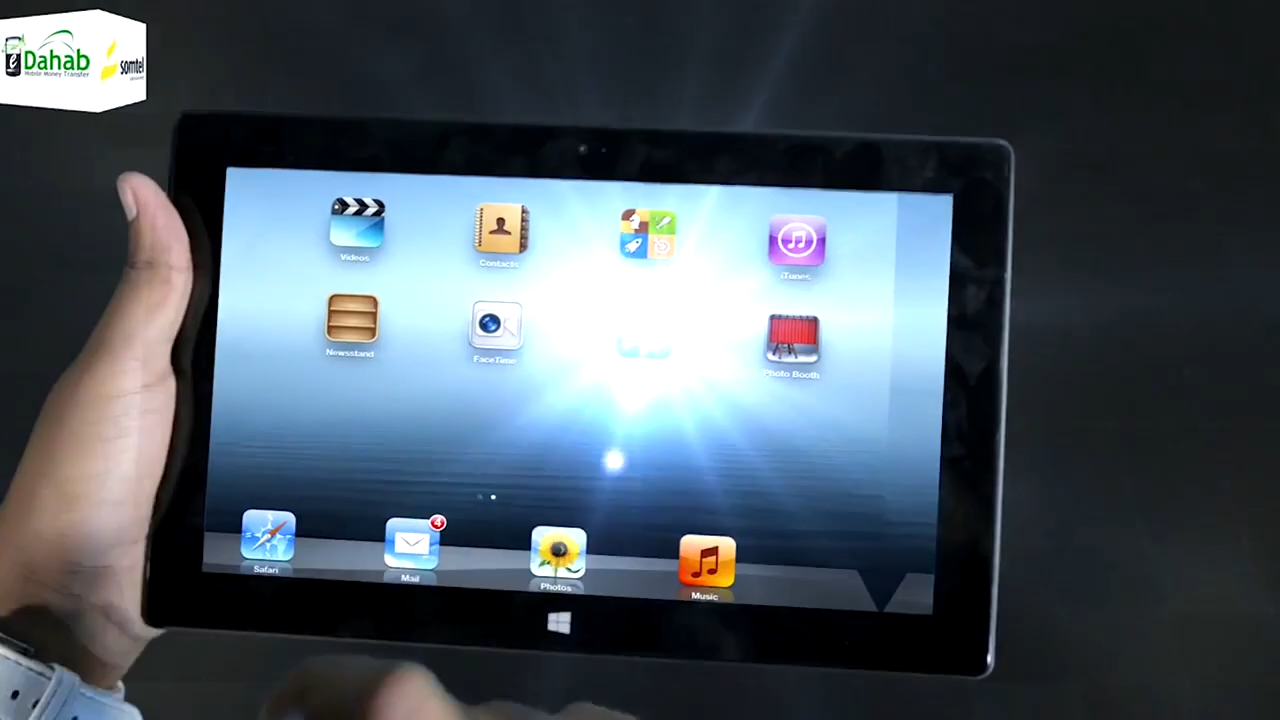 Dahab
Mobile Money Transfer
somtel
Videos
Contacts
iTunes
Newsstand
FaceTime
Photo Booth
4
Safari
Mail
Photos
Music